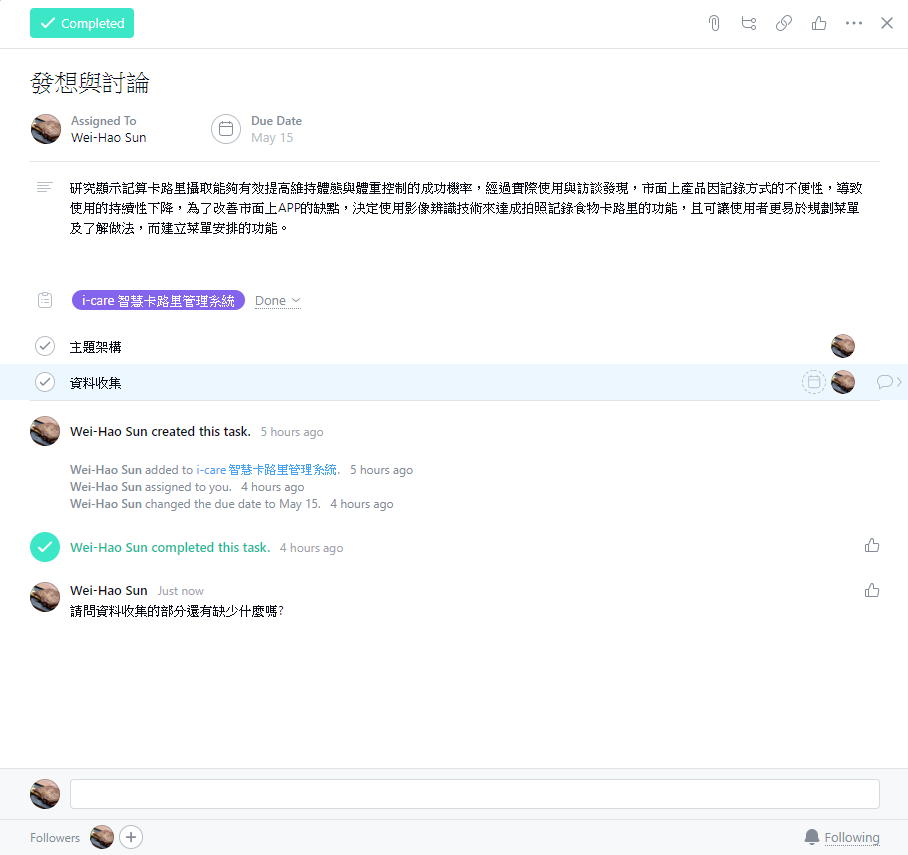 Completed
發想與討論
Assigned To
Wei-Hao Sun
Due Date
May 15
研究顯示記算卡路里攝取能夠有效提高維持體態與體重控制的成功機率，經過實際使用與訪談發現，市面上產品因記錄方式的不便性，導致
使用的持續性下降，為了改善市面上APP的缺點，決定使用影像辨識技術來達成拍照記錄食物卡路里的功能，且可讓使用者更易於規劃菜單
及了解做法，而建立菜單安排的功能。
i-care 智慧卡路里管理系統 Done
主題架構
資料收集
Wei-Hao Sun created this task. 5 hours ago
Wei-Hao Sun added to i-care 智慧卡路里管理系統. 5 hours ago
Wei-Hao Sun assigned to you. 4 hours ago
Wei-Hao Sun changed the due date to May 15. 4 hours ago
Wei-Hao Sun completed this task. 4 hours ago
Wei-Hao Sun Just now
請問資料收集的部分還有缺少什麼嗎?
Followers
Following